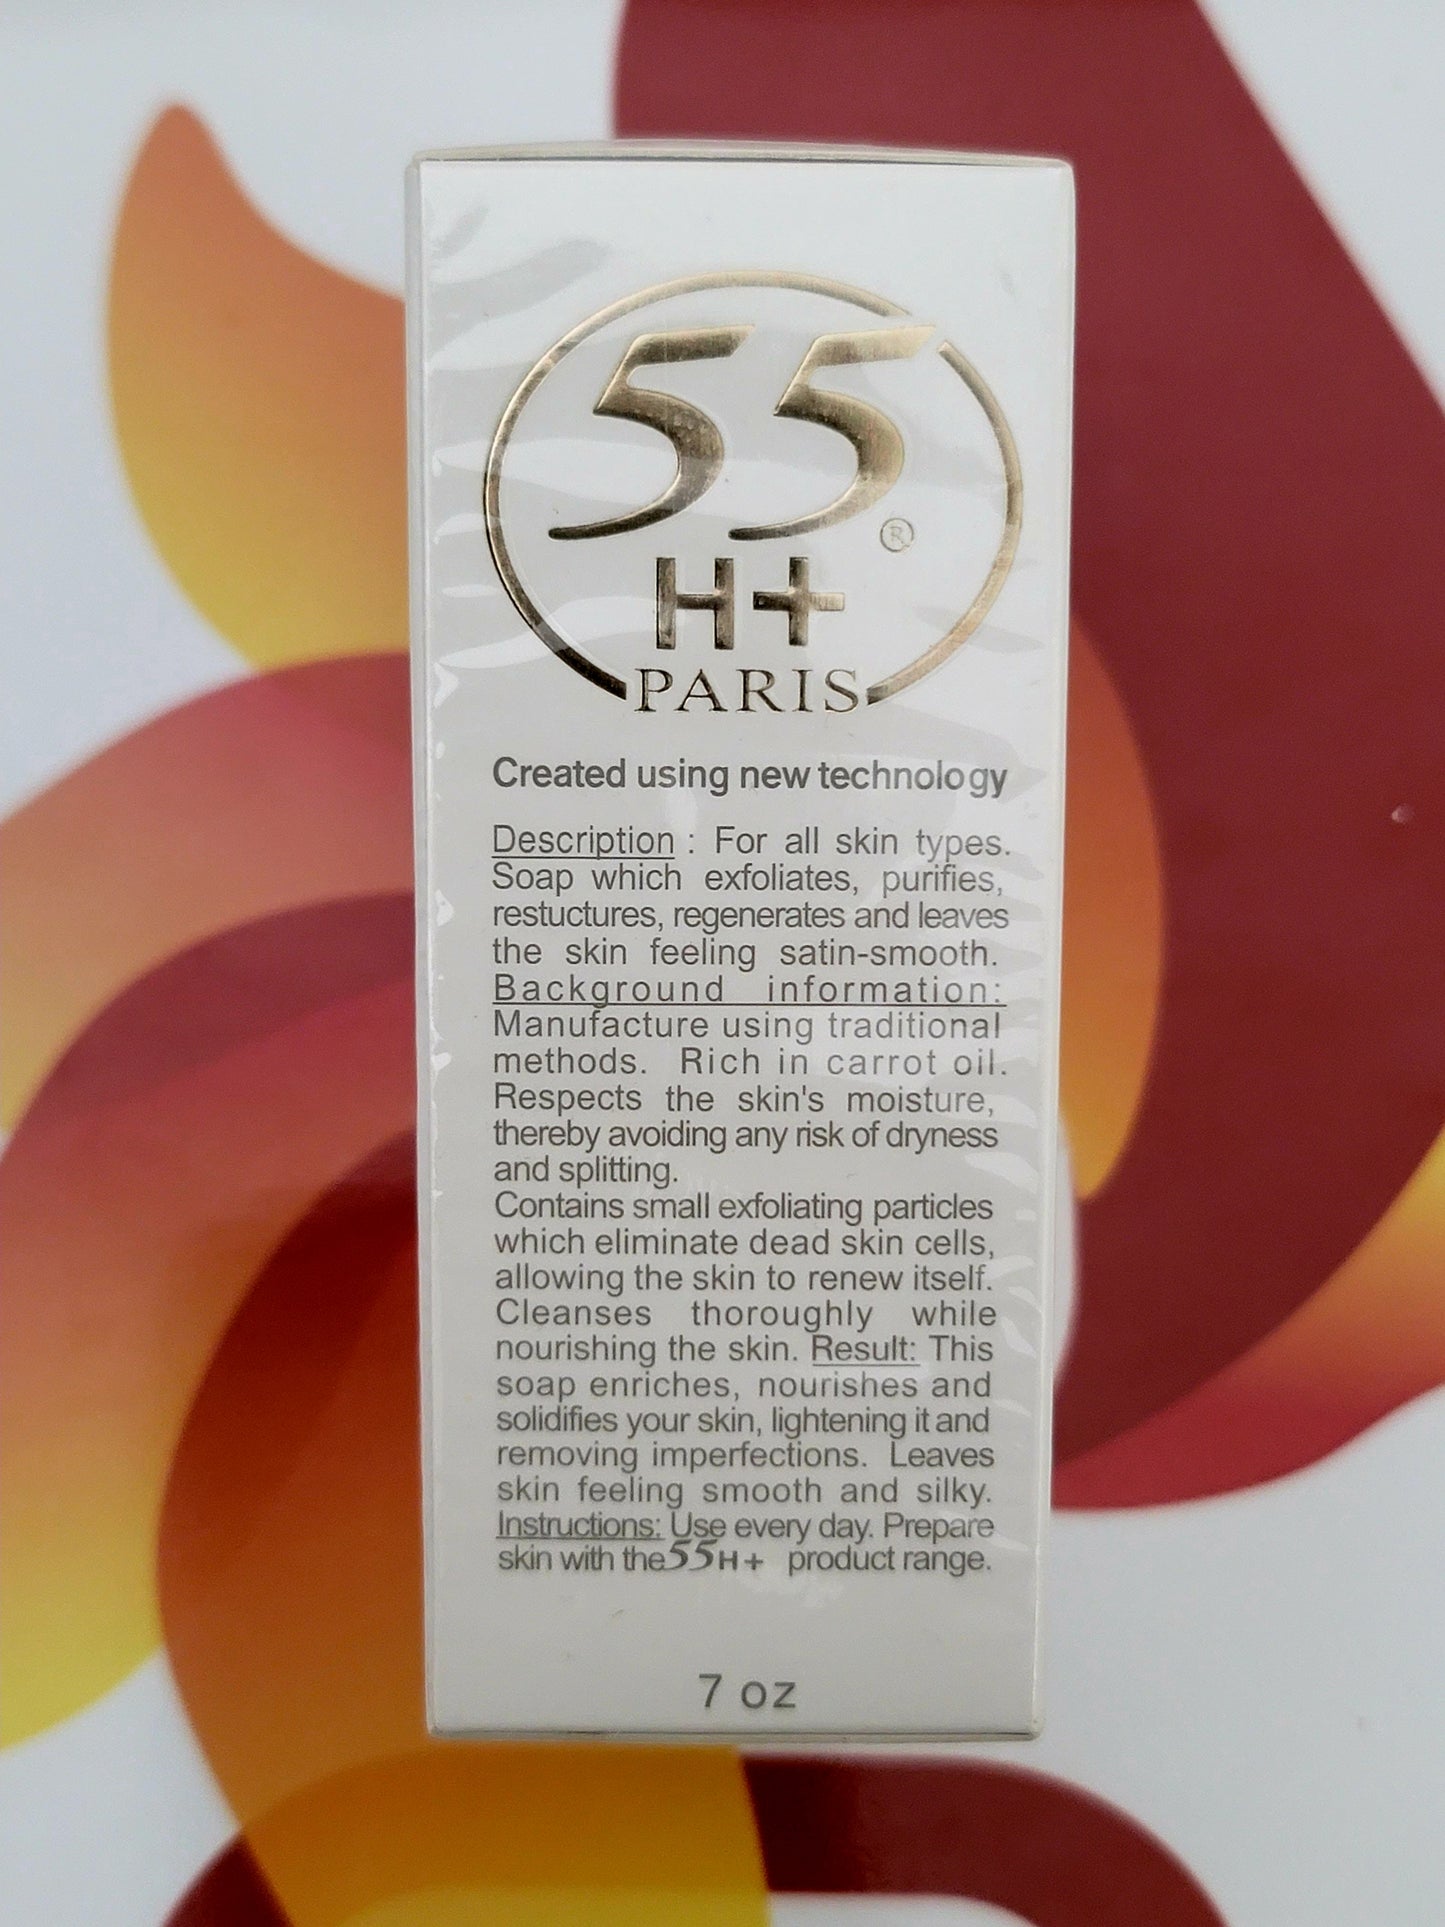 55
®
H+
PARIS
Created using new technology
Description : For all skin types.
Soap which exfoliates, purifies,
restuctures, regenerates and leaves
the skin feeling satin-smooth.
Background information:
Manufacture using traditional
methods. Rich in carrot oil.
Respects the skin's moisture,
thereby avoiding any risk of dryness
and splitting.
Contains small exfoliating particles
which eliminate dead skin cells,
allowing the skin to renew itself.
Cleanses thoroughly while
nourishing the skin. Result: This
soap enriches, nourishes and
solidifies your skin, lightening it and
removing imperfections. Leaves
skin feeling smooth and silky.
Instructions: Use every day. Prepare
skin with the 55H+ product range.
7 oz